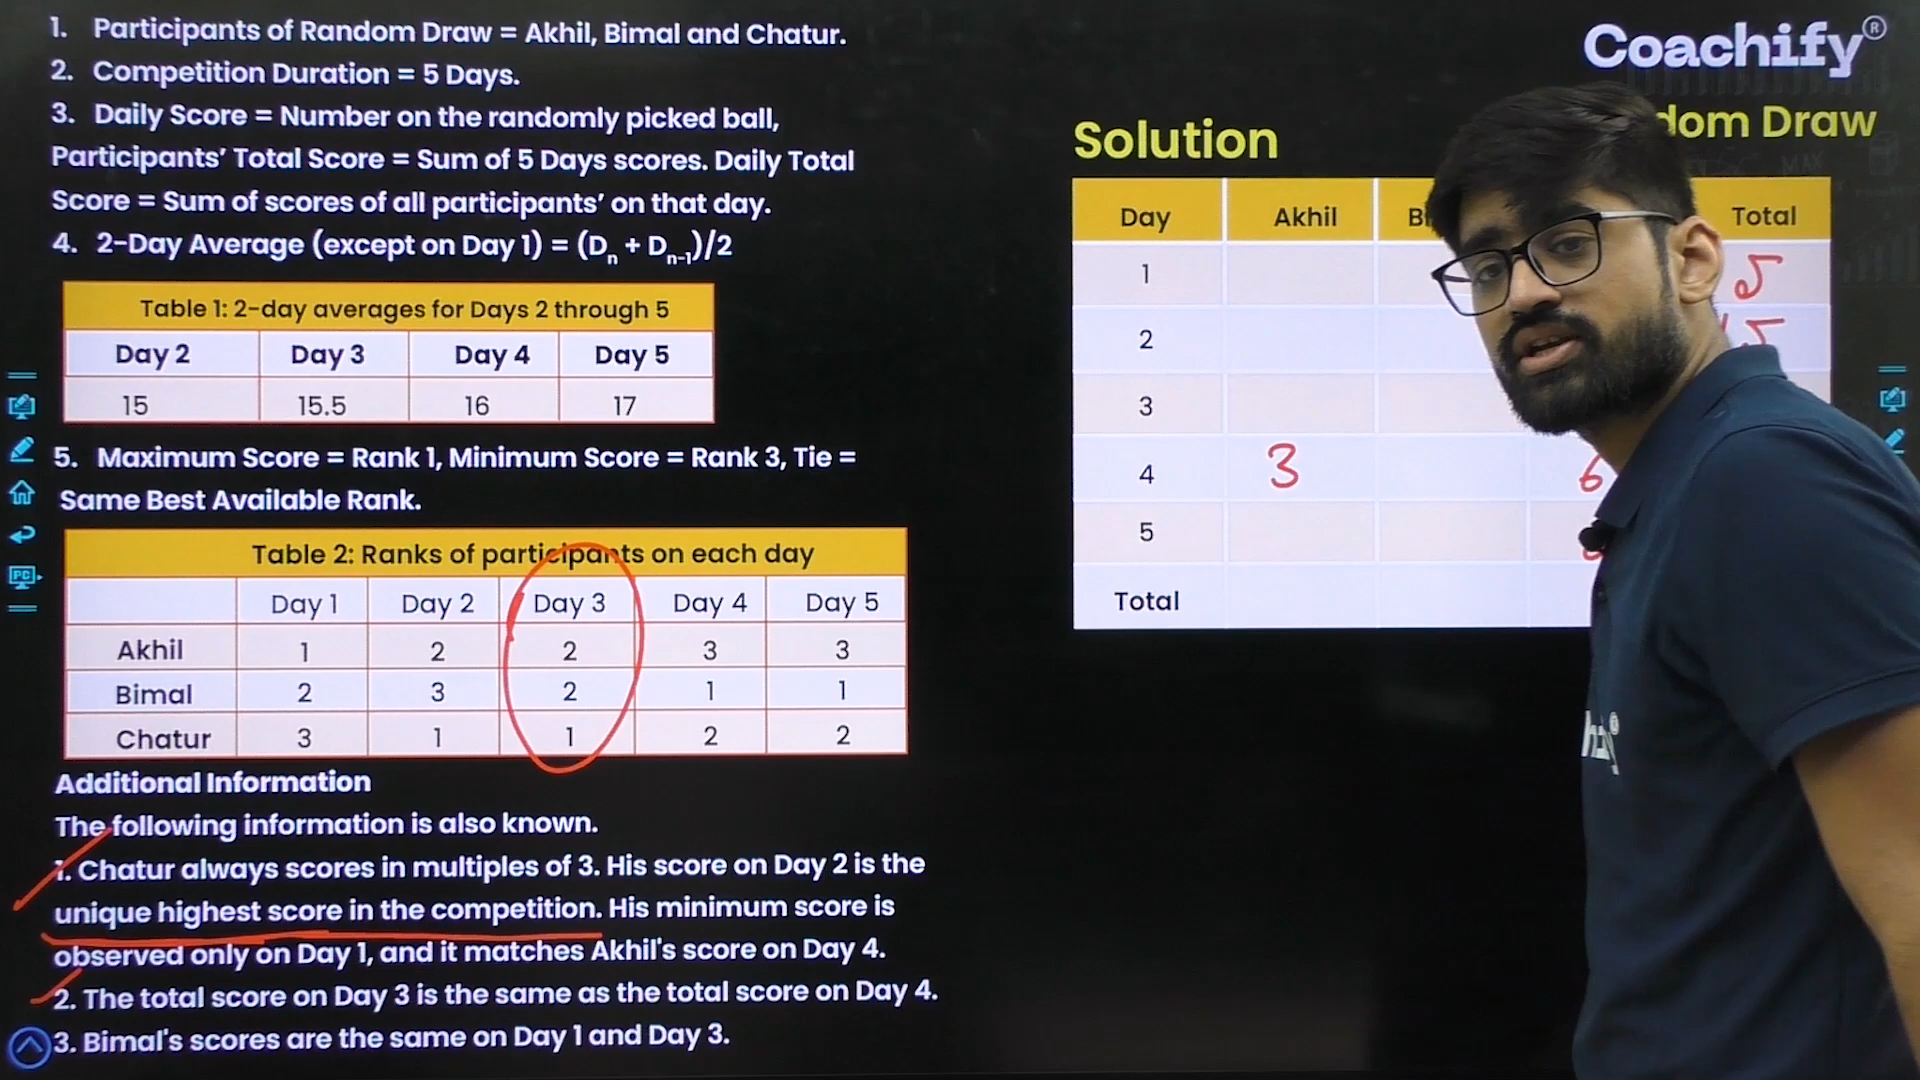 1. Participants of Random Draw = Akhil, Bimal and Chatur.
2. Competition Duration = 5 Days.
3. Daily Score = Number on the randomly picked ball,
Participants' Total Score = Sum of 5 Days scores. Daily Total
Score = Sum of scores of all participants' on that day.
4. 2-Day Average (except on Day 1) = (Dn + Dn-1)/2
Table 1: 2-day averages for Days 2 through 5
Day 2 Day 3 Day 4 Day 5
15 15.5 16 17
5. Maximum Score = Rank 1, Minimum Score = Rank 3, Tie =
Same Best Available Rank.
Table 2: Ranks of participants on each day
Day 1 Day 2 Day 3 Day 4 Day 5
Akhil 1 2 2 3 3
Bimal 2 3 2 1 1
Chatur 3 1 1 2 2
Additional Information
The following information is also known.
1. Chatur always scores in multiples of 3. His score on Day 2 is the
unique highest score in the competition. His minimum score is
observed only on Day 1, and it matches Akhil's score on Day 4.
2. The total score on Day 3 is the same as the total score on Day 4.
3. Bimal's scores are the same on Day 1 and Day 3.
PC
Coachify®
dom Draw
Solution
Day Akhil Bi Total
1 5
2 5
3
4 3 6
5
Total